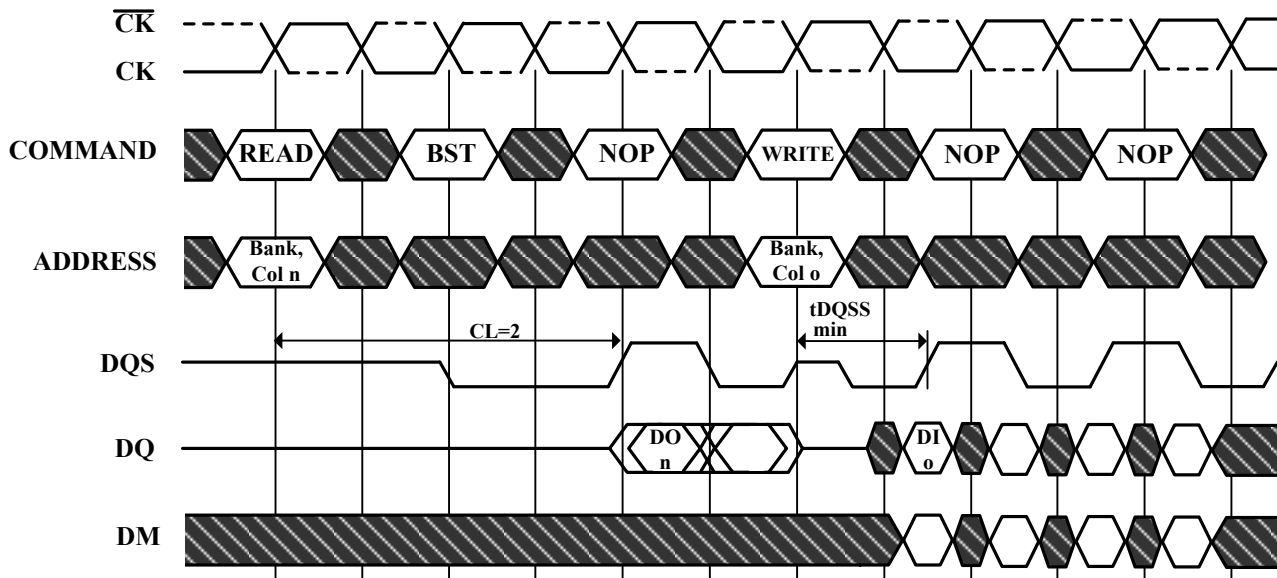 CK
CK
COMMAND
READ
BST
NOP
WRITE
NOP
NOP
ADDRESS
Bank,
Col n
Bank,
Col o
CL=2
tDQSS
min
DQS
DQ
DO
n
DI
o
DM